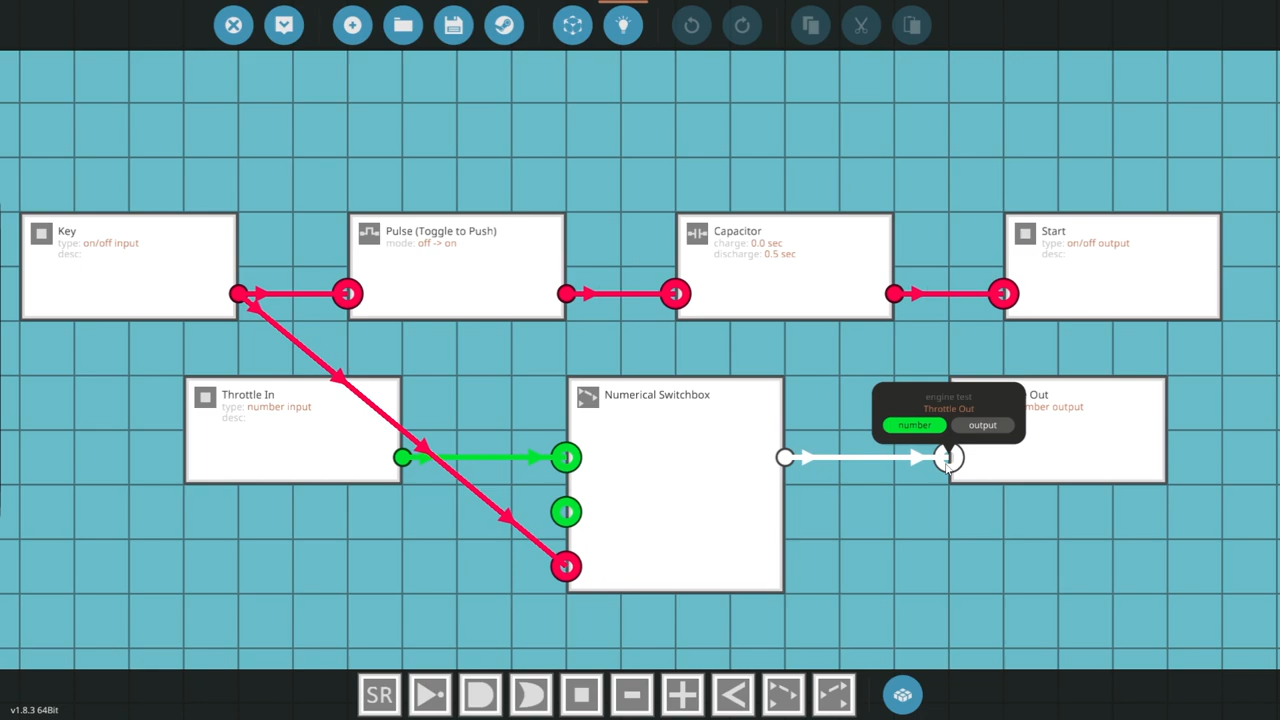 Key
type: on/off input
desc:
Pulse (Toggle to Push)
mode: off -> on
Capacitor
charge: 0.0 sec
discharge: 0.5 sec
Start
type: on/off output
desc:
Throttle In
type: number input
desc:
Numerical Switchbox
engine test
Throttle Out
number
output
Out
mber output
SR
v1.8.3 64Bit